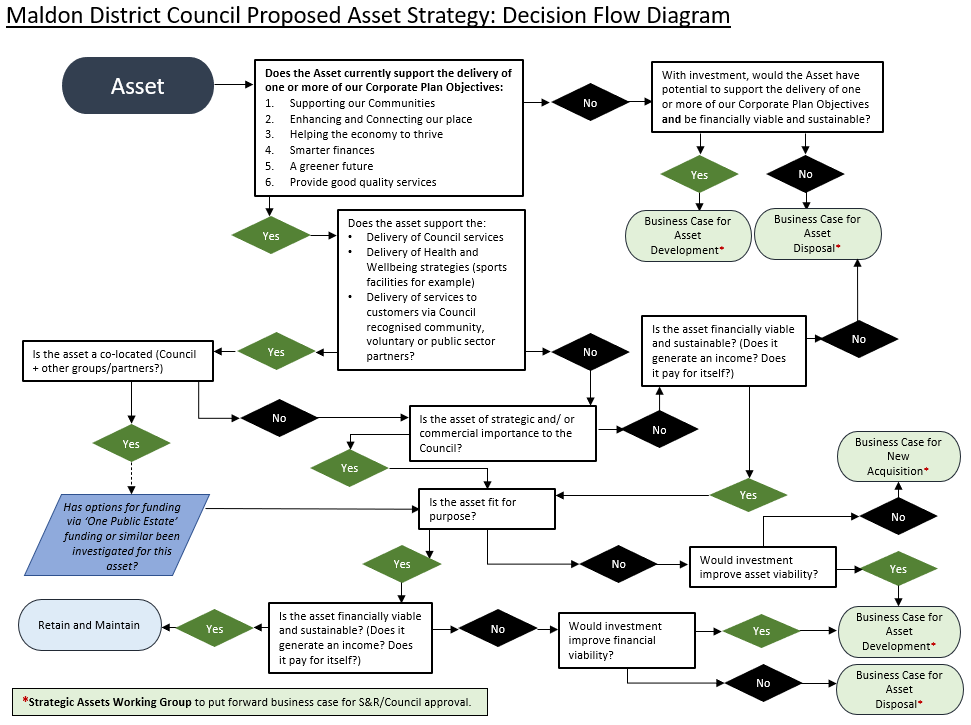 Maldon District Council Proposed Asset Strategy: Decision Flow Diagram
Asset
Does the Asset currently support the delivery of
one or more of our Corporate Plan Objectives:
1. Supporting our Communities
2. Enhancing and Connecting our place
3. Helping the economy to thrive
4. Smarter finances
5. A greener future
6. Provide good quality services
No
With investment, would the Asset have
potential to support the delivery of one
or more of our Corporate Plan Objectives
and be financially viable and sustainable?
Yes
No
Business Case for
Asset
Development*
Business Case for
Asset
Disposal*
Yes
Does the asset support the:
• Delivery of Council services
• Delivery of Health and
Wellbeing strategies (sports
facilities for example)
• Delivery of services to
customers via Council
recognised community,
voluntary or public sector
partners?
Yes
No
Is the asset a co-located (Council
+ other groups/partners?)
Is the asset financially viable
and sustainable? (Does it
generate an income? Does
it pay for itself?)
No
No
Is the asset of strategic and/ or
commercial importance to the
Council?
No
Yes
Yes
Business Case for
New
Acquisition*
Has options for funding
via ‘One Public Estate’
funding or similar been
investigated for this
asset?
Is the asset fit for
purpose?
Yes
No
Yes
No
Would investment
improve asset viability?
Yes
Retain and Maintain
Yes
Is the asset financially viable
and sustainable? (Does it
generate an income? Does
it pay for itself?)
No
Would investment
improve financial
viability?
Yes
Business Case for
Asset
Development*
No
Business Case for
Asset
Disposal*
*Strategic Assets Working Group to put forward business case for S&R/Council approval.